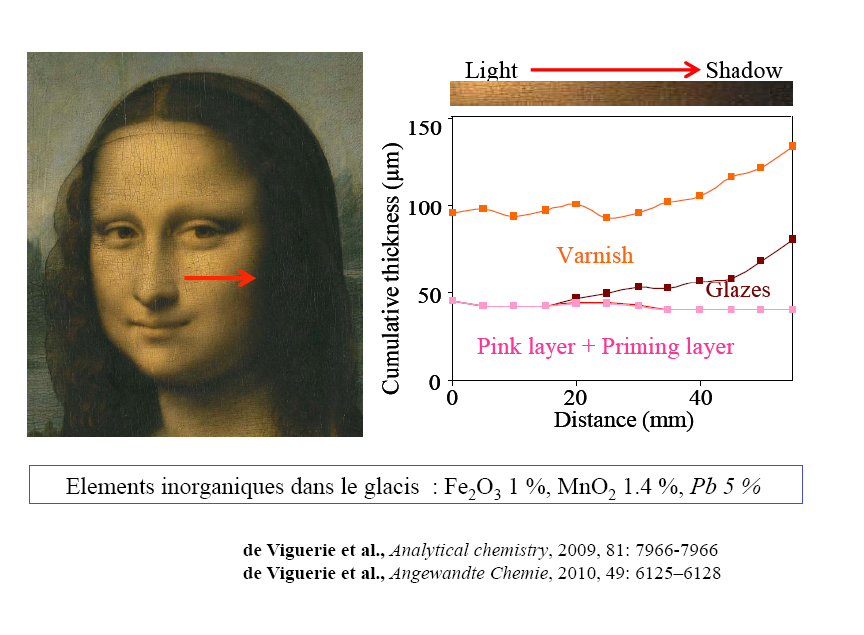 Light Shadow
150
100
50
0
Cumulative thickness (μm)
Varnish
Glazes
Pink layer + Priming layer
0 20 40
Distance (mm)
Elements inorganiques dans le glacis : Fe₂O₃ 1 %, MnO₂ 1.4 %, Pb 5 %
de Viguerie et al., Analytical chemistry, 2009, 81: 7966-7966
de Viguerie et al., Angewandte Chemie, 2010, 49: 6125–6128